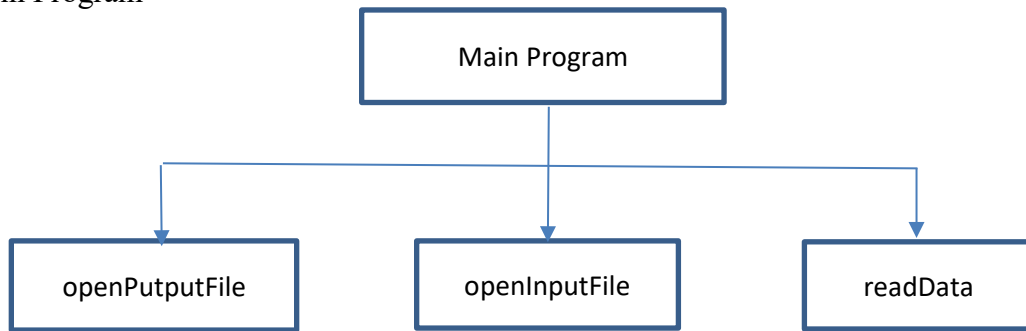 Program
Main Program
openPutputFile
openInputFile
readData